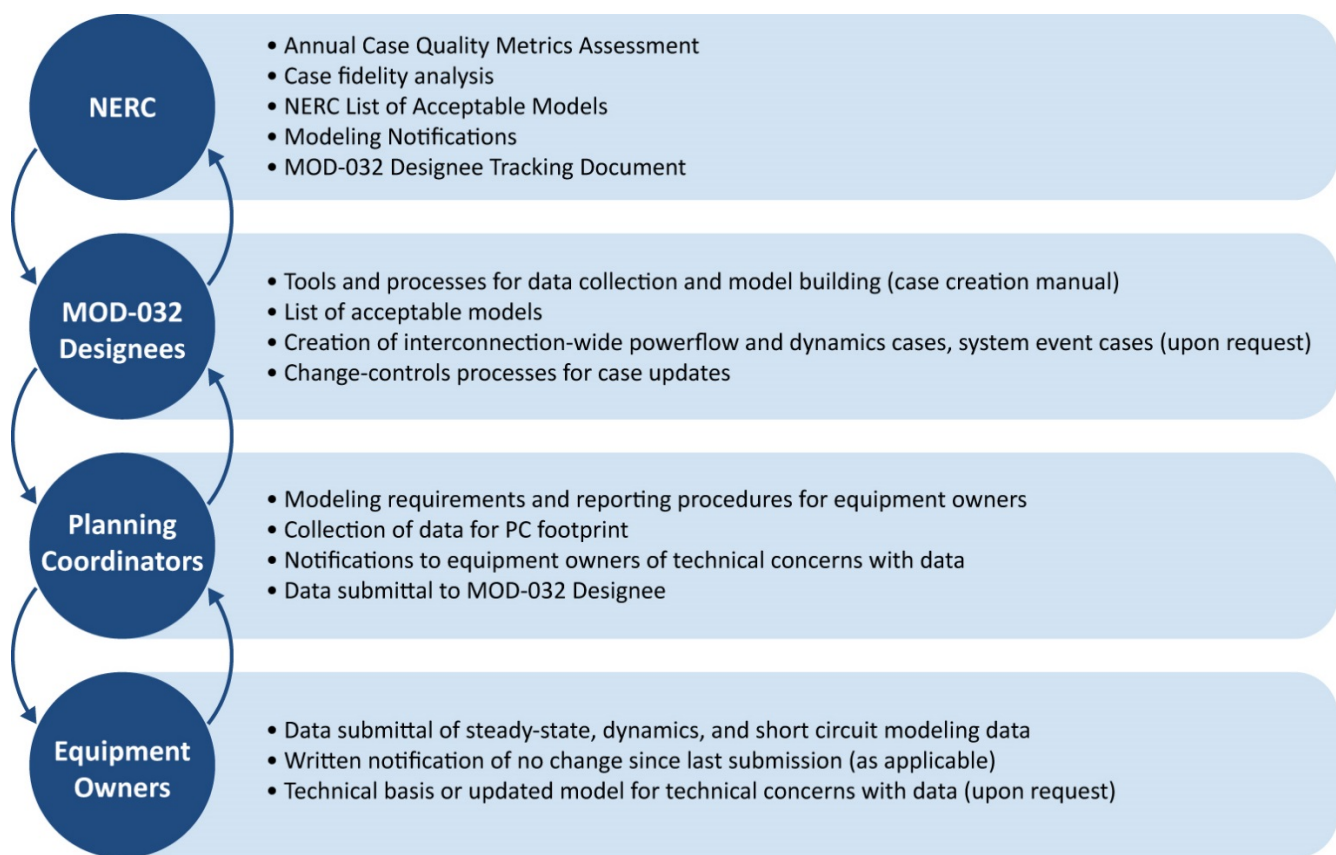 NERC
• Annual Case Quality Metrics Assessment
• Case fidelity analysis
• NERC List of Acceptable Models
• Modeling Notifications
• MOD-032 Designee Tracking Document
MOD-032
Designees
• Tools and processes for data collection and model building (case creation manual)
• List of acceptable models
• Creation of interconnection-wide powerflow and dynamics cases, system event cases (upon request)
• Change-controls processes for case updates
Planning
Coordinators
• Modeling requirements and reporting procedures for equipment owners
• Collection of data for PC footprint
• Notifications to equipment owners of technical concerns with data
• Data submittal to MOD-032 Designee
Equipment
Owners
• Data submittal of steady-state, dynamics, and short circuit modeling data
• Written notification of no change since last submission (as applicable)
• Technical basis or updated model for technical concerns with data (upon request)